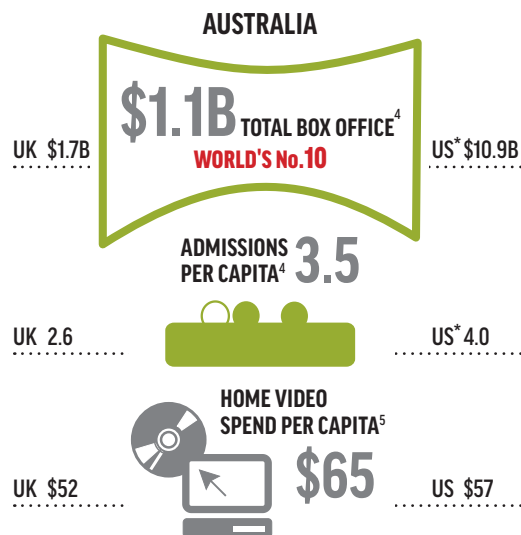 AUSTRALIA
$1.1B TOTAL BOX OFFICE⁴
WORLD'S No.10
UK $1.7B
US* $10.9B
ADMISSIONS
PER CAPITA⁴ 3.5
UK 2.6
US* 4.0
HOME VIDEO
SPEND PER CAPITA⁵
$65
UK $52
US $57